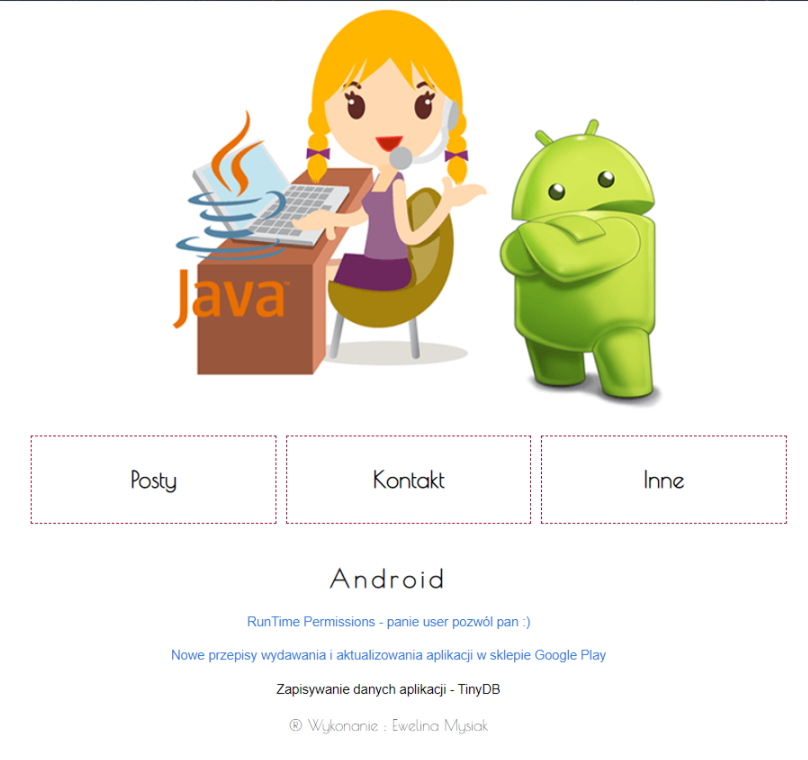 Java™
Posty
Kontakt
Inne
Android
RunTime Permissions - panie user pozwól pan :)
Nowe przepisy wydawania i aktualizowania aplikacji w sklepie Google Play
Zapisywanie danych aplikacji - TinyDB
® Wykonanie : Ewelina Mysiak